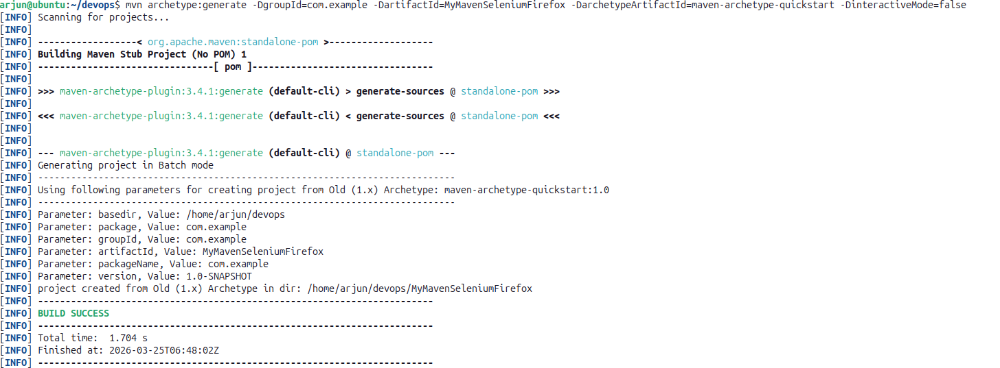 arjun@ubuntu:~/devops$ mvn archetype:generate -DgroupId=com.example -DartifactId=MyMavenSeleniumFirefox -DarchetypeArtifactId=maven-archetype-quickstart -DinteractiveMode=false
[INFO] Scanning for projects...
[INFO]
[INFO] ------------------< org.apache.maven:standalone-pom >-------------------
[INFO] Building Maven Stub Project (No POM) 1
[INFO] --------------------------------[ pom ]---------------------------------
[INFO]
[INFO] >>> maven-archetype-plugin:3.4.1:generate (default-cli) > generate-sources @ standalone-pom >>>
[INFO]
[INFO] <<< maven-archetype-plugin:3.4.1:generate (default-cli) < generate-sources @ standalone-pom <<<
[INFO]
[INFO]
[INFO] --- maven-archetype-plugin:3.4.1:generate (default-cli) @ standalone-pom ---
[INFO] Generating project in Batch mode
[INFO] ----------------------------------------------------------------------------
[INFO] Using following parameters for creating project from Old (1.x) Archetype: maven-archetype-quickstart:1.0
[INFO] ----------------------------------------------------------------------------
[INFO] Parameter: basedir, Value: /home/arjun/devops
[INFO] Parameter: package, Value: com.example
[INFO] Parameter: groupId, Value: com.example
[INFO] Parameter: artifactId, Value: MyMavenSeleniumFirefox
[INFO] Parameter: packageName, Value: com.example
[INFO] Parameter: version, Value: 1.0-SNAPSHOT
[INFO] project created from Old (1.x) Archetype in dir: /home/arjun/devops/MyMavenSeleniumFirefox
[INFO] ------------------------------------------------------------------------
[INFO] BUILD SUCCESS
[INFO] ------------------------------------------------------------------------
[INFO] Total time:  1.704 s
[INFO] Finished at: 2026-03-25T06:48:02Z
[INFO] ------------------------------------------------------------------------